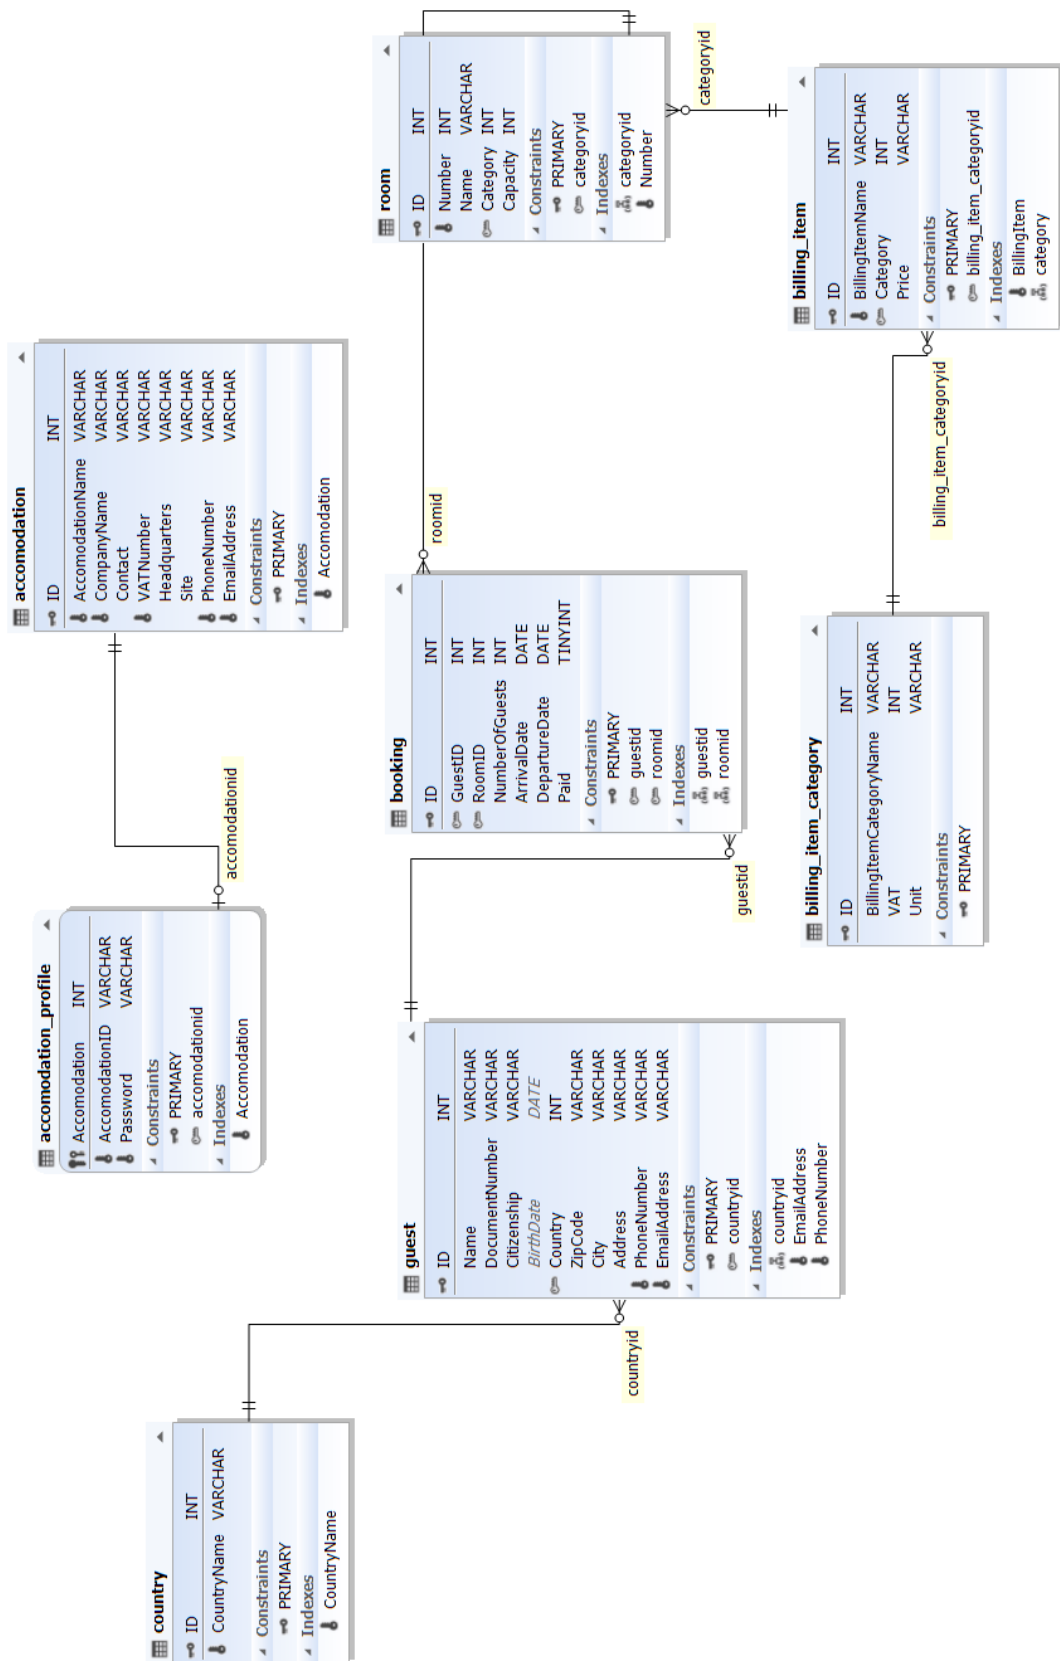 country
ID INT
CountryName VARCHAR
Constraints
PRIMARY
Indexes
CountryName
accomodation_profile
Accomodation INT
AccomodationID VARCHAR
Password VARCHAR
Constraints
PRIMARY
accomodationid
Indexes
Accomodation
accomodationid
accomodation
ID INT
AccomodationName VARCHAR
CompanyName VARCHAR
Contact VARCHAR
VATNumber VARCHAR
Headquarters VARCHAR
Site VARCHAR
PhoneNumber VARCHAR
EmailAddress VARCHAR
Constraints
PRIMARY
Indexes
Accomodation
countryid
guest
ID INT
Name VARCHAR
DocumentNumber VARCHAR
Citizenship VARCHAR
BirthDate DATE
Country INT
ZipCode VARCHAR
City VARCHAR
Address VARCHAR
PhoneNumber VARCHAR
EmailAddress VARCHAR
Constraints
PRIMARY
countryid
Indexes
countryid
EmailAddress
PhoneNumber
guestid
booking
ID INT
GuestID INT
RoomID INT
NumberOfGuests INT
ArrivalDate DATE
DepartureDate DATE
Paid TINYINT
Constraints
PRIMARY
guestid
roomid
Indexes
guestid
roomid
roomid
room
ID INT
Number INT
Name VARCHAR
Category INT
Capacity INT
Constraints
PRIMARY
categoryid
Indexes
categoryid
Number
categoryid
billing_item_category
ID INT
BillingItemCategoryName VARCHAR
VAT INT
Unit VARCHAR
Constraints
PRIMARY
billing_item_categoryid
billing_item
ID INT
BillingItemName VARCHAR
Category INT
Price VARCHAR
Constraints
PRIMARY
billing_item_categoryid
Indexes
BillingItem
category